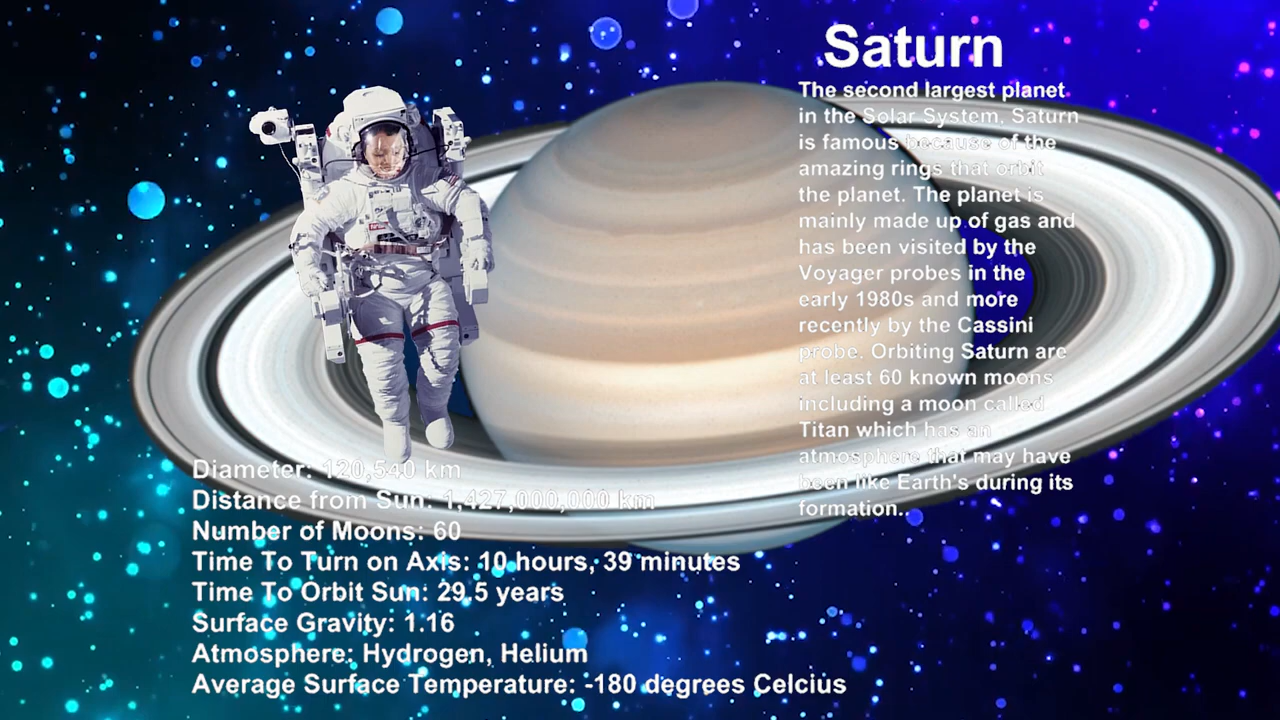 Saturn
The second largest planet
in the Solar System. Saturn
is famous because of the
amazing rings that orbit
the planet. The planet is
mainly made up of gas and
has been visited by the
Voyager probes in the
early 1980s and more
recently by the Cassini
probe. Orbiting Saturn are
at least 60 known moons
including a moon called
Titan which has an
atmosphere that may have
been like Earth's during its
formation..
Diameter: 120,540 km
Distance from Sun: 1,427,000,000 km
Number of Moons: 60
Time To Turn on Axis: 10 hours, 39 minutes
Time To Orbit Sun: 29.5 years
Surface Gravity: 1.16
Atmosphere: Hydrogen, Helium
Average Surface Temperature: -180 degrees Celcius